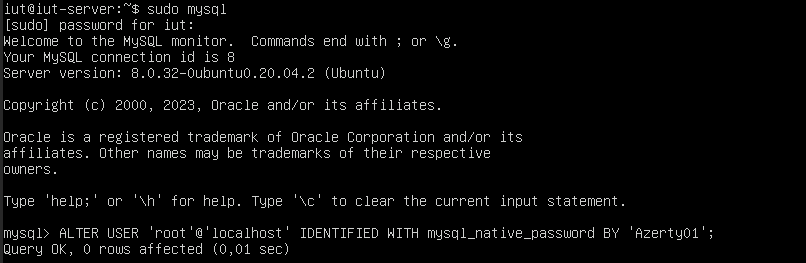 iut@iut-server:~$ sudo mysql
[sudo] password for iut:
Welcome to the MySQL monitor.  Commands end with ; or \g.
Your MySQL connection id is 8
Server version: 8.0.32-0ubuntu0.20.04.2 (Ubuntu)
Copyright (c) 2000, 2023, Oracle and/or its affiliates.
Oracle is a registered trademark of Oracle Corporation and/or its
affiliates. Other names may be trademarks of their respective
owners.
Type 'help;' or '\h' for help. Type '\c' to clear the current input statement.
mysql> ALTER USER 'root'@'localhost' IDENTIFIED WITH mysql_native_password BY 'Azerty01';
Query OK, 0 rows affected (0,01 sec)